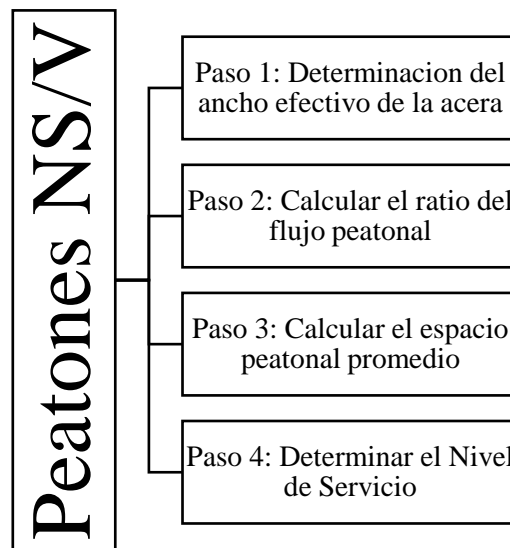 Peatones NS/V
Paso 1: Determinacion del
ancho efectivo de la acera
Paso 2: Calcular el ratio del
flujo peatonal
Paso 3: Calcular el espacio
peatonal promedio
Paso 4: Determinar el Nivel
de Servicio